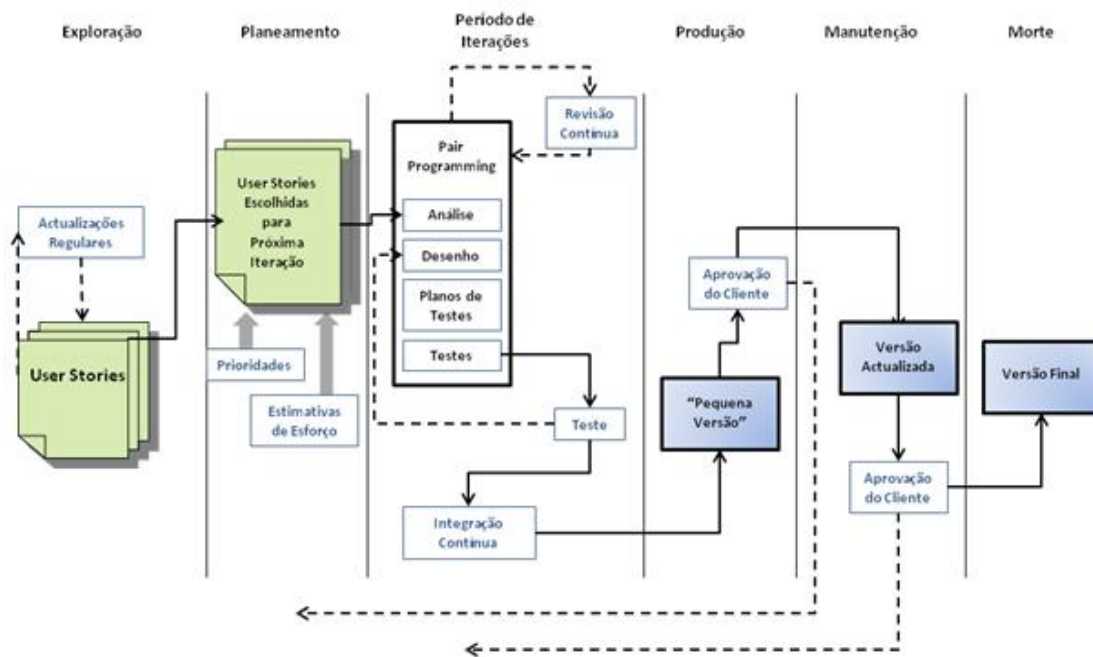 Exploração
Planeamento
Período de
Iterações
Produção
Manutenção
Morte
Actualizações
Regulares
User Stories
User Stories
Escolhidas
para
Próxima
Iteração
Prioridades
Estimativas
de Esforço
Pair
Programming
Análise
Desenho
Planos de
Testes
Testes
Revisão
Contínua
Teste
Integração
Contínua
"Pequena
Versão"
Aprovação
do Cliente
Versão
Actualizada
Aprovação
do Cliente
Versão Final